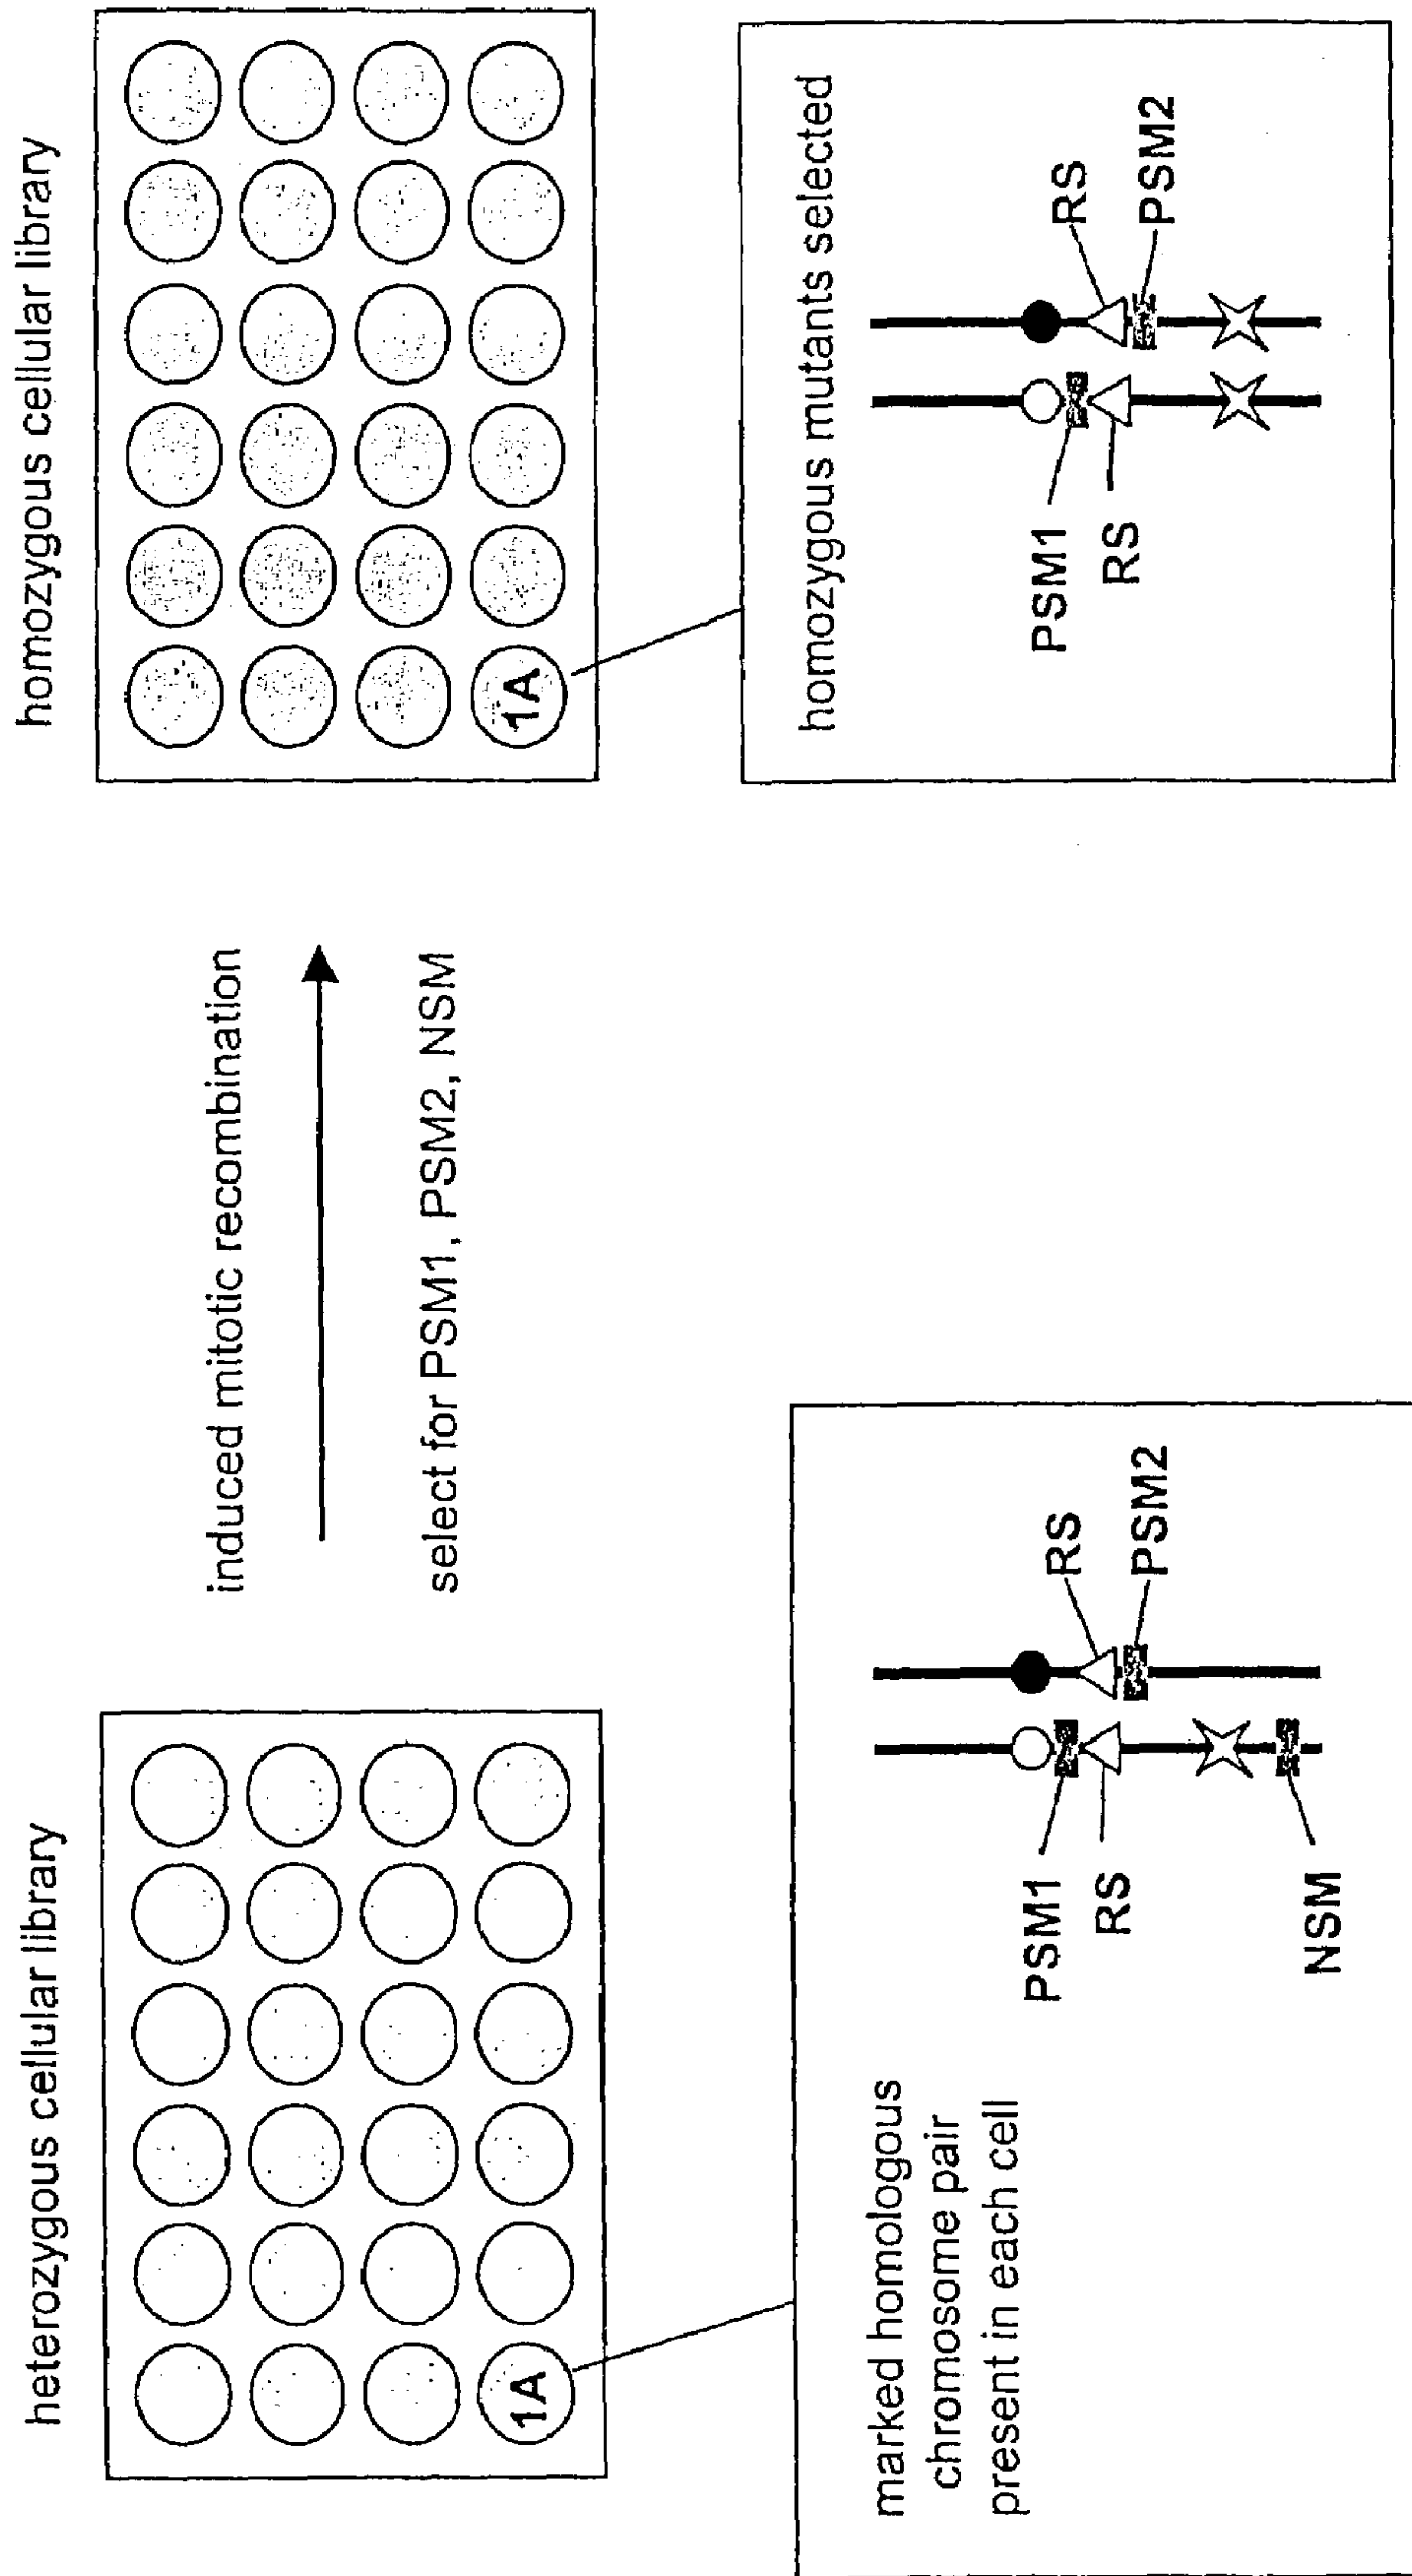 heterozygous cellular library
1A
marked homologous
chromosome pair
present in each cell
PSM1
RS
NSM
RS
PSM2
induced mitotic recombination
select for PSM1, PSM2, NSM
homozygous cellular library
1A
homozygous mutants selected
PSM1
RS
RS
PSM2